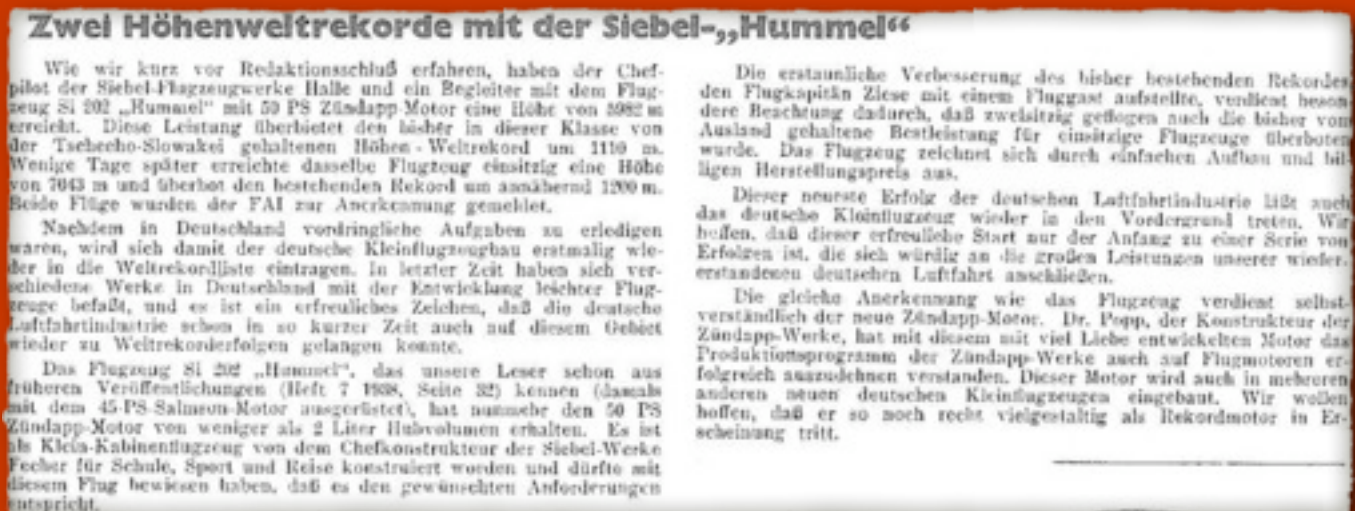 Zwei Höhenweltrekorde mit der Siebel-„Hummel“
Wie wir kurz vor Redaktionsschluß erfahren, haben der Chef-
pilot der Siebel-Flugzeugwerke Halle und ein Begleiter mit dem Flug-
zeug Si 202 „Hummel“ mit 50 PS Zündapp-Motor eine Höhe von 5982 m
erreicht. Diese Leistung überbietet den bisher in dieser Klasse von
der Tschecho-Slowakei gehaltenen Höhen-Weltrekord um 1110 m.
Wenige Tage später erreichte dasselbe Flugzeug einsitzig eine Höhe
von 7043 m und überbot den bestehenden Rekord um annähernd 1200 m.
Beide Flüge wurden der FAI zur Anerkennung gemeldet.
Nachdem in Deutschland vordringliche Aufgaben zu erledigen
waren, wird sich damit der deutsche Kleinflugzeugbau erstmalig wie-
der in die Weltrekordliste eintragen. In letzter Zeit haben sich ver-
schiedene Werke in Deutschland mit der Entwicklung leichter Flug-
zeuge befaßt, und es ist ein erfreuliches Zeichen, daß die deutsche
Luftfahrtindustrie schon in so kurzer Zeit auch auf diesem Gebiet
wieder zu Weltrekorderfolgen gelangen konnte.
Das Flugzeug Si 202 „Hummel“, das unsere Leser schon aus
früheren Veröffentlichungen (Heft 7 1938, Seite 32) kennen (damals
mit dem 45-PS-Salmson-Motor ausgerüstet), hat nunmehr den 50 PS
Zündapp-Motor von weniger als 2 Liter Hubvolumen erhalten. Es ist
als Klein-Kabinenflugzeug von dem Chefkonstrukteur der Siebel-Werke
Fecher für Schule, Sport und Reise konstruiert worden und dürfte mit
diesem Flug bewiesen haben, daß es den gewünschten Anforderungen
entspricht.
Die erstaunliche Verbesserung des bisher bestehenden Rekordes
den Flugkapitän Ziese mit einem Fluggast aufstellte, verdient beson-
dere Beachtung dadurch, daß zweisitzig geflogen auch die bisher vom
Ausland gehaltene Bestleistung für einsitzige Flugzeuge überboten
wurde. Das Flugzeug zeichnet sich durch einfachen Aufbau und bil-
ligen Herstellungspreis aus.
Dieser neueste Erfolg der deutschen Luftfahrtindustrie läßt auch
das deutsche Kleinflugzeug wieder in den Vordergrund treten. Wir
hoffen, daß dieser erfreuliche Start nur der Anfang zu einer Serie von
Erfolgen ist, die sich würdig an die großen Leistungen unserer wieder-
erstandenen deutschen Luftfahrt anschließen.
Die gleiche Anerkennung wie das Flugzeug verdient selbst-
verständlich der neue Zündapp-Motor. Dr. Popp, der Konstrukteur der
Zündapp-Werke, hat mit diesem mit viel Liebe entwickelten Motor das
Produktionsprogramm der Zündapp-Werke auch auf Flugmotoren er-
folgreich auszudehnen verstanden. Dieser Motor wird auch in mehreren
anderen neuen deutschen Kleinflugzeugen eingebaut. Wir wollen
hoffen, daß er so noch recht vielgestaltig als Rekordmotor in Er-
scheinung tritt.